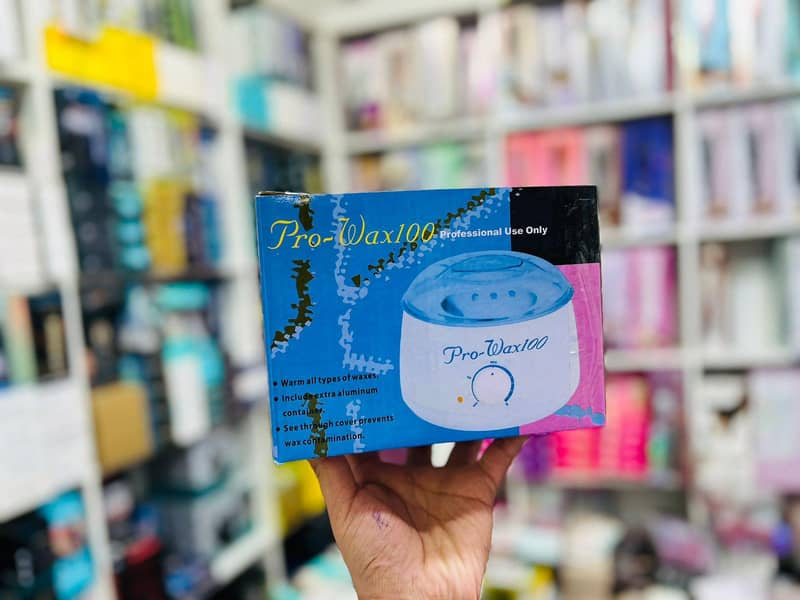 Pro-Wax100 Professional Use Only
Pro-Wax100
• Warm all types of waxes.
• Include extra aluminum
container.
• See through cover prevents
wax contamination.